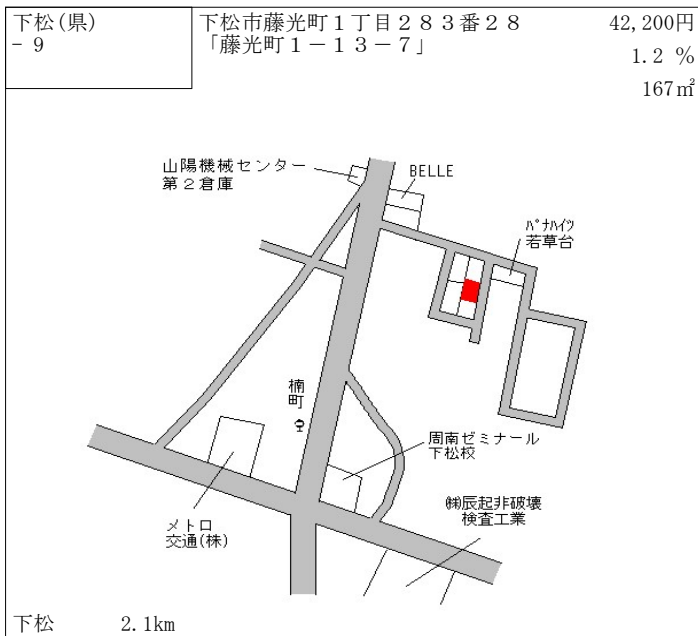 下松(県)
- 9
下松市藤光町１丁目２８３番２８
「藤光町１－１３－７」
42,200円
1.2 %
167㎡
山陽機械センター
第２倉庫
BELLE
ﾊﾟﾅﾊｲﾂ
若草台
楠町
周南ゼミナール
下松校
㈱辰起非破壊
検査工業
メトロ
交通(株)
下松 2.1km